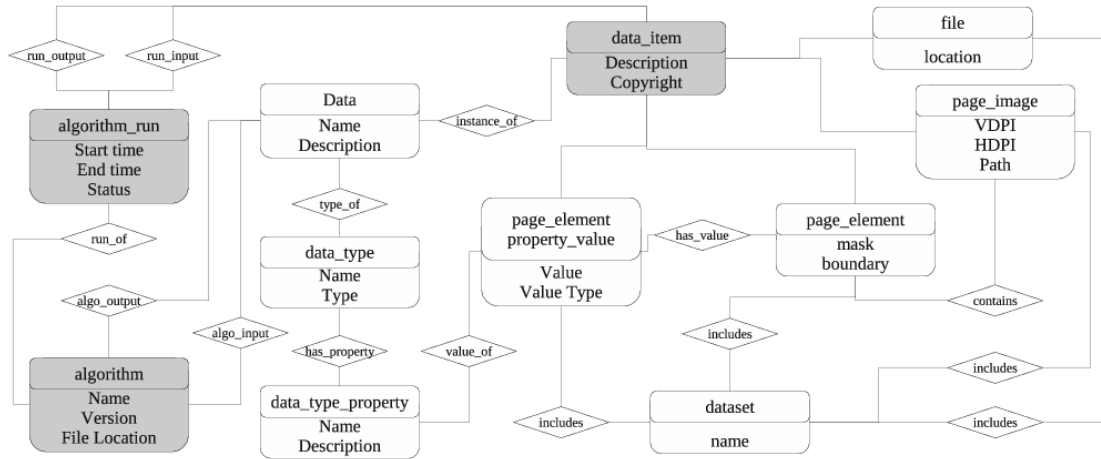 run_output
run_input
algorithm_run
Start time
End time
Status
run_of
algo_output
algorithm
Name
Version
File Location
Data
Name
Description
type_of
data_type
Name
Type
algo_input
has_property
data_type_property
Name
Description
instance_of
data_item
Description
Copyright
page_element
property_value
Value
Value Type
value_of
has_value
page_element
mask
boundary
includes
includes
dataset
name
file
location
page_image
VDPI
HDPI
Path
contains
includes
includes